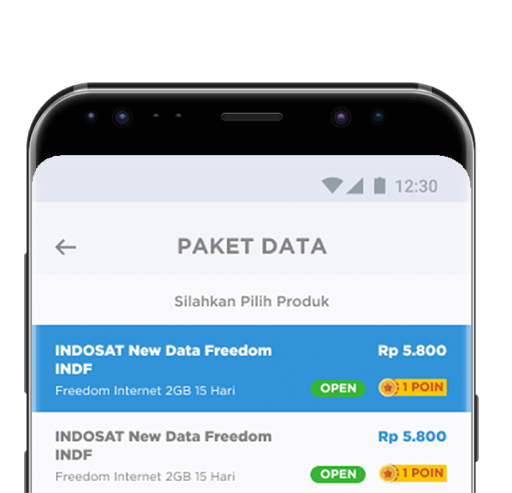 12:30
PAKET DATA
Silahkan Pilih Produk
INDOSAT New Data Freedom Rp 5.800
INDF
Freedom Internet 2GB 15 Hari OPEN 1 POIN
INDOSAT New Data Freedom Rp 5.800
INDF
Freedom Internet 2GB 15 Hari OPEN 1 POIN